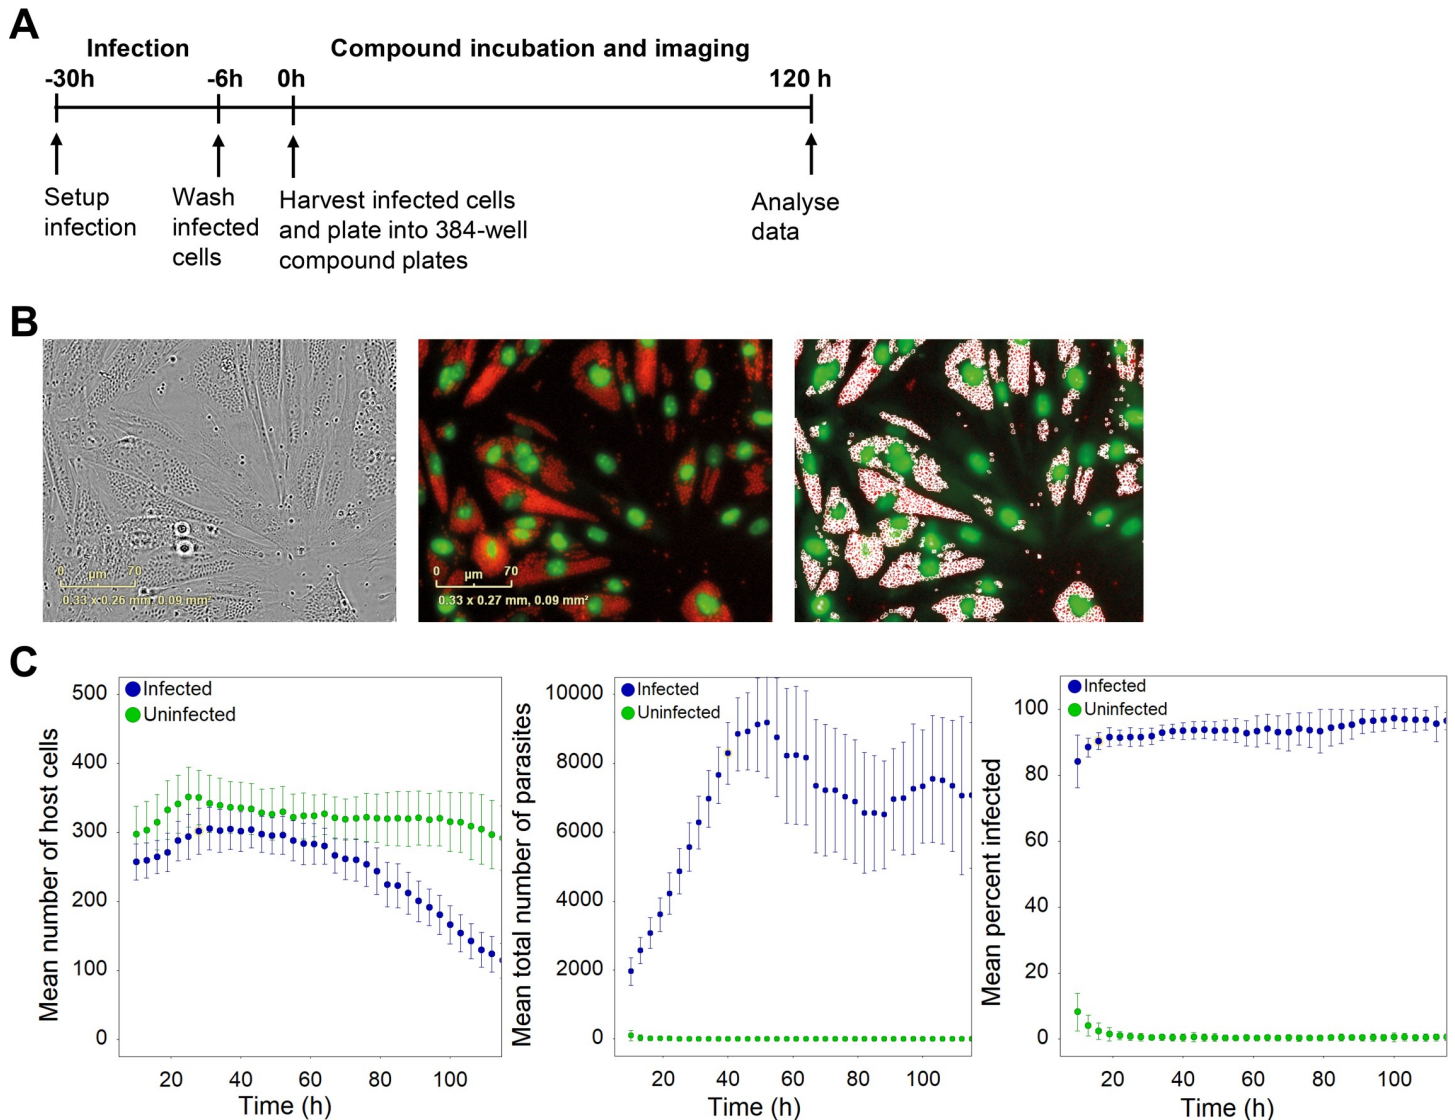 A
Infection
Compound incubation and imaging
-30h
-6h
0h
120 h
Setup
infection
Wash
infected
cells
Harvest infected cells
and plate into 384-well
compound plates
Analyse
data
B
0 µm 70
0.33 x 0.26 mm, 0.09 mm²
0 µm 70
0.33 x 0.27 mm, 0.09 mm²
C
Mean number of host cells
500
400
300
200
100
0
Infected
Uninfected
20 40 60 80 100
Time (h)
Mean total number of parasites
10000
8000
6000
4000
2000
0
Infected
Uninfected
20 40 60 80 100
Time (h)
Mean percent infected
100
80
60
40
20
0
Infected
Uninfected
20 40 60 80 100
Time (h)